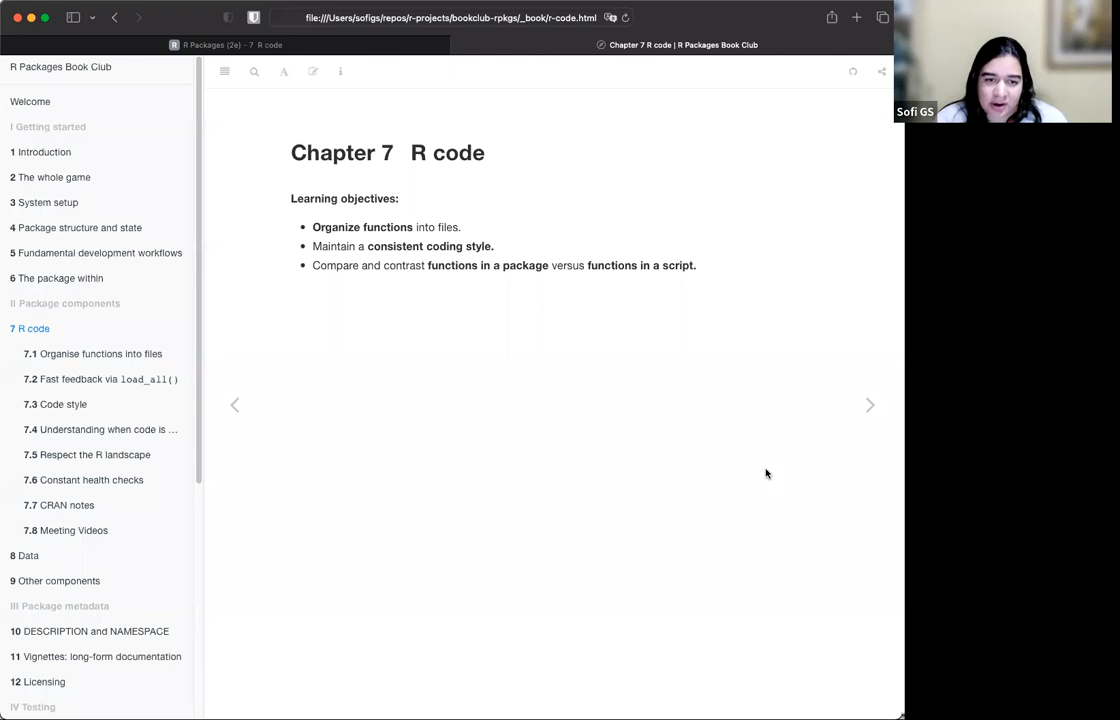 file:///Users/sofigs/repos/r-projects/bookclub-rpkgs/_book/r-code.html
R Packages (2e) - 7 R code
Chapter 7 R code | R Packages Book Club
R Packages Book Club
Welcome
I Getting started
1 Introduction
2 The whole game
3 System setup
4 Package structure and state
5 Fundamental development workflows
6 The package within
II Package components
7 R code
7.1 Organise functions into files
7.2 Fast feedback via load_all()
7.3 Code style
7.4 Understanding when code is ...
7.5 Respect the R landscape
7.6 Constant health checks
7.7 CRAN notes
7.8 Meeting Videos
8 Data
9 Other components
III Package metadata
10 DESCRIPTION and NAMESPACE
11 Vignettes: long-form documentation
12 Licensing
IV Testing
Chapter 7 R code
Learning objectives:
• Organize functions into files.
• Maintain a consistent coding style.
• Compare and contrast functions in a package versus functions in a script.
Sofi GS